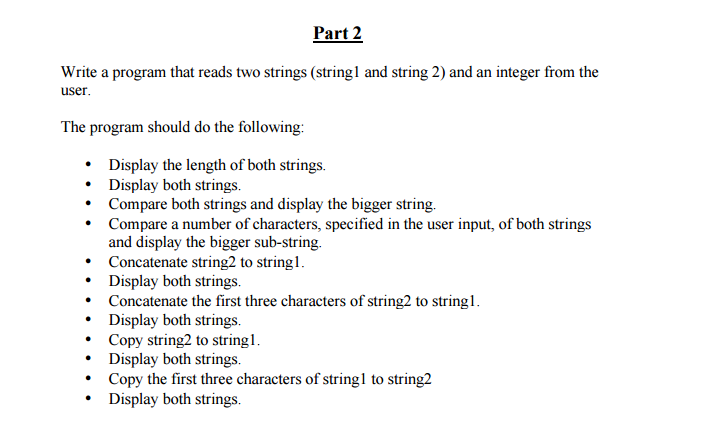 Part 2
Write a program that reads two strings (string1 and string 2) and an integer from the
user.
The program should do the following:
• Display the length of both strings.
• Display both strings.
• Compare both strings and display the bigger string.
• Compare a number of characters, specified in the user input, of both strings
and display the bigger sub-string.
• Concatenate string2 to string1.
• Display both strings.
• Concatenate the first three characters of string2 to string1.
• Display both strings.
• Copy string2 to string1.
• Display both strings.
• Copy the first three characters of string1 to string2
• Display both strings.